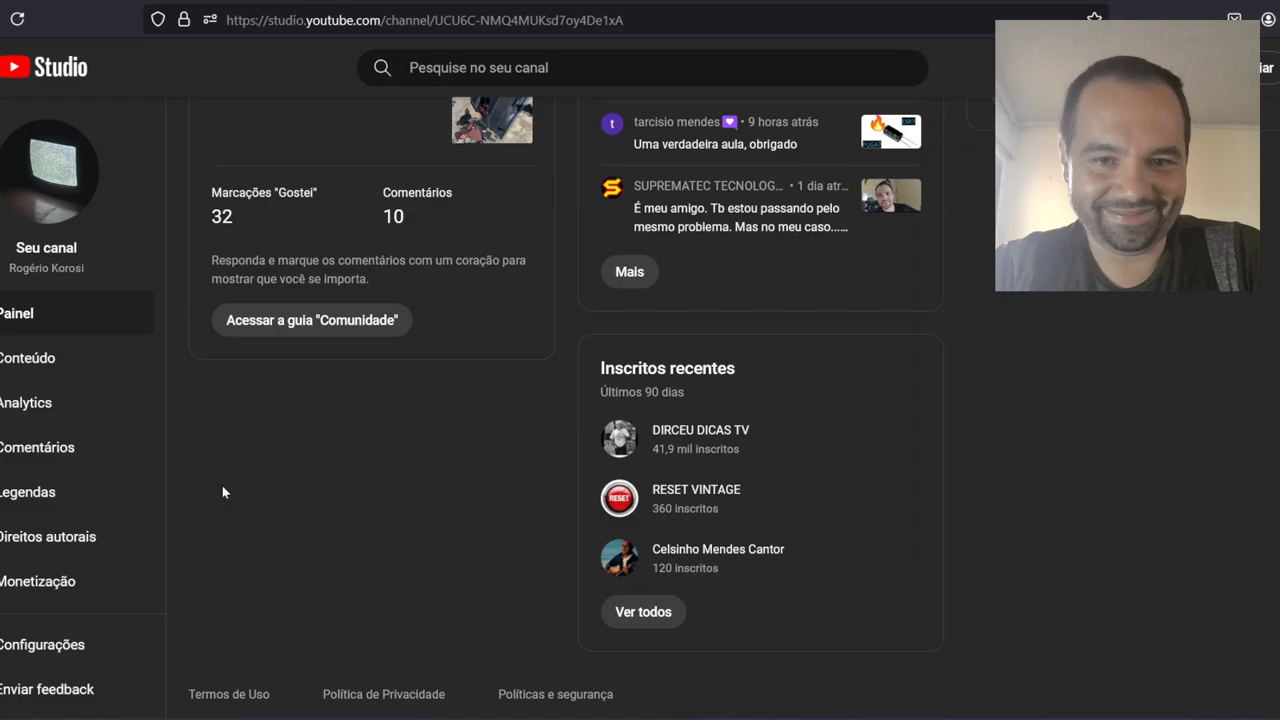 https://studio.youtube.com/channel/UCU6C-NMQ4MUKsd7oy4De1xA
Studio
Pesquise no seu canal
iar
Seu canal
Rogério Korosi
Painel
Conteúdo
Analytics
Comentários
Legendas
Direitos autorais
Monetização
Configurações
Enviar feedback
Marcações "Gostei"
Comentários
32
10
Responda e marque os comentários com um coração para
mostrar que você se importa.
Acessar a guia "Comunidade"
tarcisio mendes • 9 horas atrás
Uma verdadeira aula, obrigado
SUPREMATEC TECNOLOG... • 1 dia atr...
É meu amigo. Tb estou passando pelo
mesmo problema. Mas no meu caso.....
Mais
Inscritos recentes
Últimos 90 dias
DIRCEU DICAS TV
41,9 mil inscritos
RESET
RESET VINTAGE
360 inscritos
Celsinho Mendes Cantor
120 inscritos
Ver todos
Termos de Uso
Política de Privacidade
Políticas e segurança